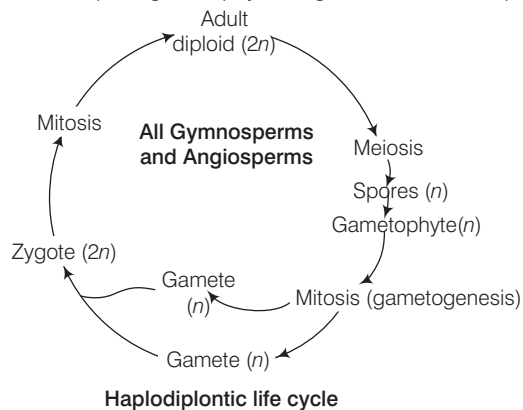 Adult
diploid (2n)
Mitosis
All Gymnosperms
and Angiosperms
Meiosis
Spores (n)
Gametophyte(n)
Zygote (2n)
Gamete
(n)
Mitosis (gametogenesis)
Gamete (n)
Haplodiplontic life cycle